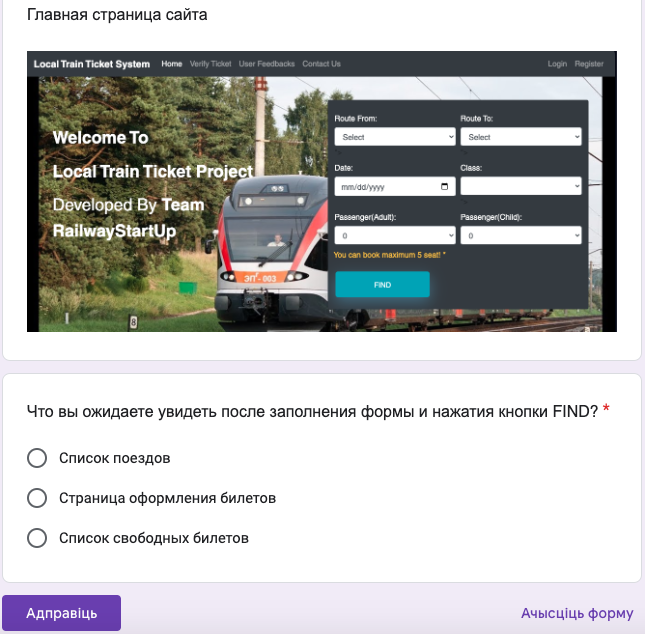 Главная страница сайта
Local Train Ticket System Home Verify Ticket User Feedbacks Contact Us Login Register
Welcome To
Local Train Ticket Project
Developed By Team
RailwayStartUp
Route From: Route To:
Select Select
Date: Class:
mm/dd/yyyy
Passenger(Adult): Passenger(Child):
0 0
You can book maximum 5 seat! *
FIND
ЭПГ - 003
8
Что вы ожидаете увидеть после заполнения формы и нажатия кнопки FIND? *
Список поездов
Страница оформления билетов
Список свободных билетов
Адправіць Ачысціць форму